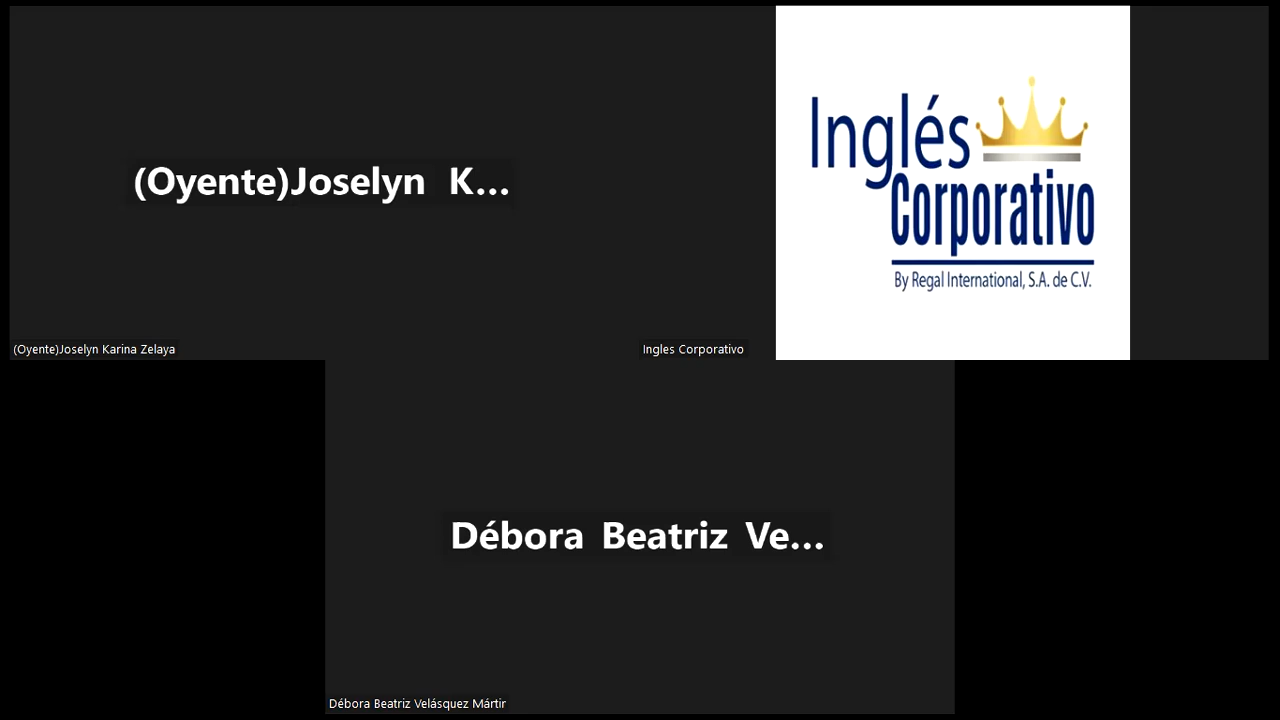 (Oyente)Joselyn K...
(Oyente)Joselyn Karina Zelaya
Inglés
Corporativo
By Regal International, S.A. de C.V.
Ingles Corporativo
Débora Beatriz Ve...
Débora Beatriz Velásquez Mártir